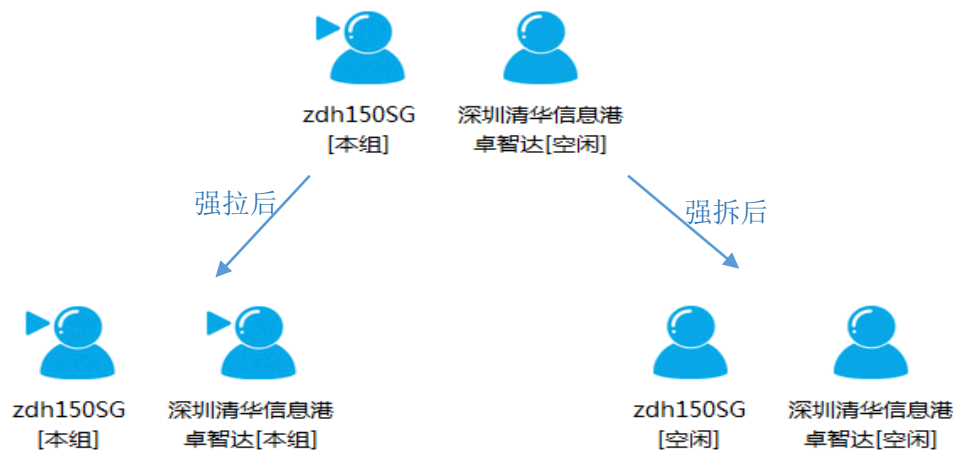 zdh150SG
[本组]
深圳清华信息港
卓智达[空闲]
强拉后
强拆后
zdh150SG
[本组]
深圳清华信息港
卓智达[本组]
zdh150SG
[空闲]
深圳清华信息港
卓智达[空闲]